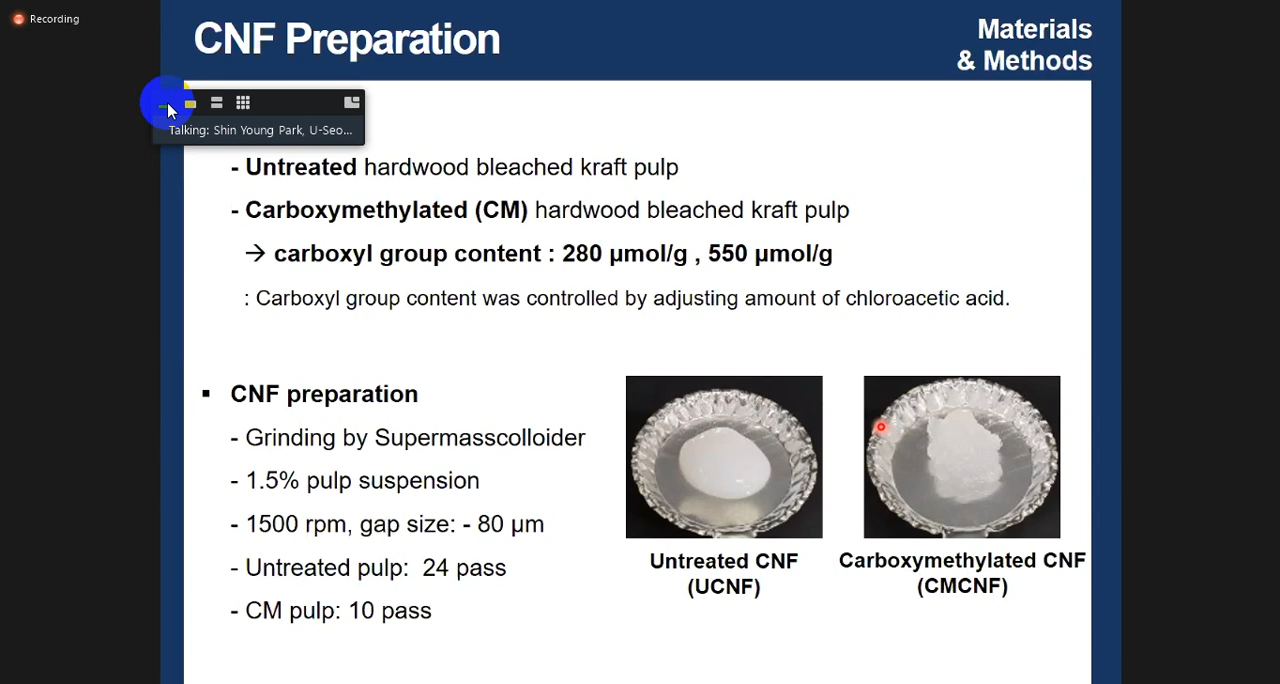 Recording
CNF Preparation
Materials
& Methods
Talking: Shin Young Park, U-Seo...
- Untreated hardwood bleached kraft pulp
- Carboxymethylated (CM) hardwood bleached kraft pulp
→ carboxyl group content : 280 μmol/g , 550 μmol/g
: Carboxyl group content was controlled by adjusting amount of chloroacetic acid.
▪ CNF preparation
- Grinding by Supermasscolloider
- 1.5% pulp suspension
- 1500 rpm, gap size: - 80 μm
- Untreated pulp: 24 pass
- CM pulp: 10 pass
Untreated CNF
(UCNF)
Carboxymethylated CNF
(CMCNF)